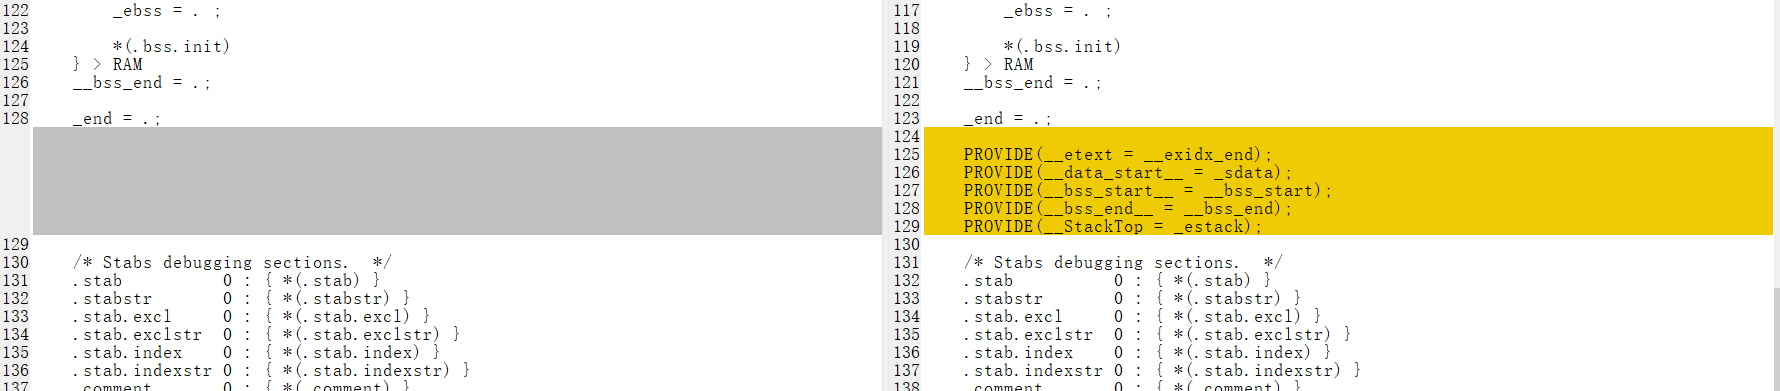 122         _ebss = . ;
123
124         *(.bss.init)
125     } > RAM
126     __bss_end = .;
127
128     _end = .;
129
130     /* Stabs debugging sections.  */
131     .stab          0 : { *(.stab) }
132     .stabstr       0 : { *(.stabstr) }
133     .stab.excl     0 : { *(.stab.excl) }
134     .stab.exclstr  0 : { *(.stab.exclstr) }
135     .stab.index    0 : { *(.stab.index) }
136     .stab.indexstr 0 : { *(.stab.indexstr) }
137     .comment       0 : { *(.comment) }
117         _ebss = . ;
118
119         *(.bss.init)
120     } > RAM
121     __bss_end = .;
122
123     _end = .;
124
125     PROVIDE(__etext = __exidx_end);
126     PROVIDE(__data_start__ = _sdata);
127     PROVIDE(__bss_start__ = __bss_start);
128     PROVIDE(__bss_end__ = __bss_end);
129     PROVIDE(__StackTop = _estack);
130
131     /* Stabs debugging sections.  */
132     .stab          0 : { *(.stab) }
133     .stabstr       0 : { *(.stabstr) }
134     .stab.excl     0 : { *(.stab.excl) }
135     .stab.exclstr  0 : { *(.stab.exclstr) }
136     .stab.index    0 : { *(.stab.index) }
137     .stab.indexstr 0 : { *(.stab.indexstr) }
138     .comment       0 : { *(.comment) }